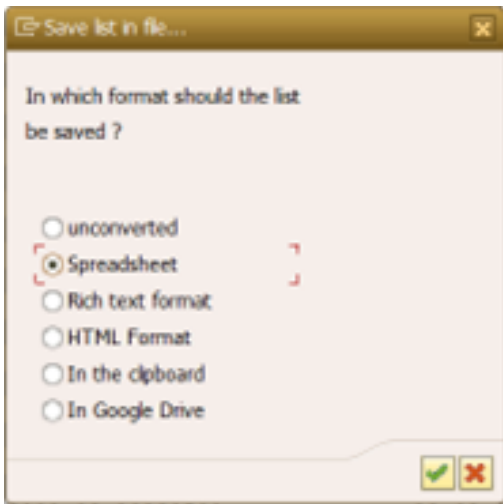 Save list in file...
In which format should the list
be saved ?
unconverted
Spreadsheet
Rich text format
HTML Format
In the clipboard
In Google Drive